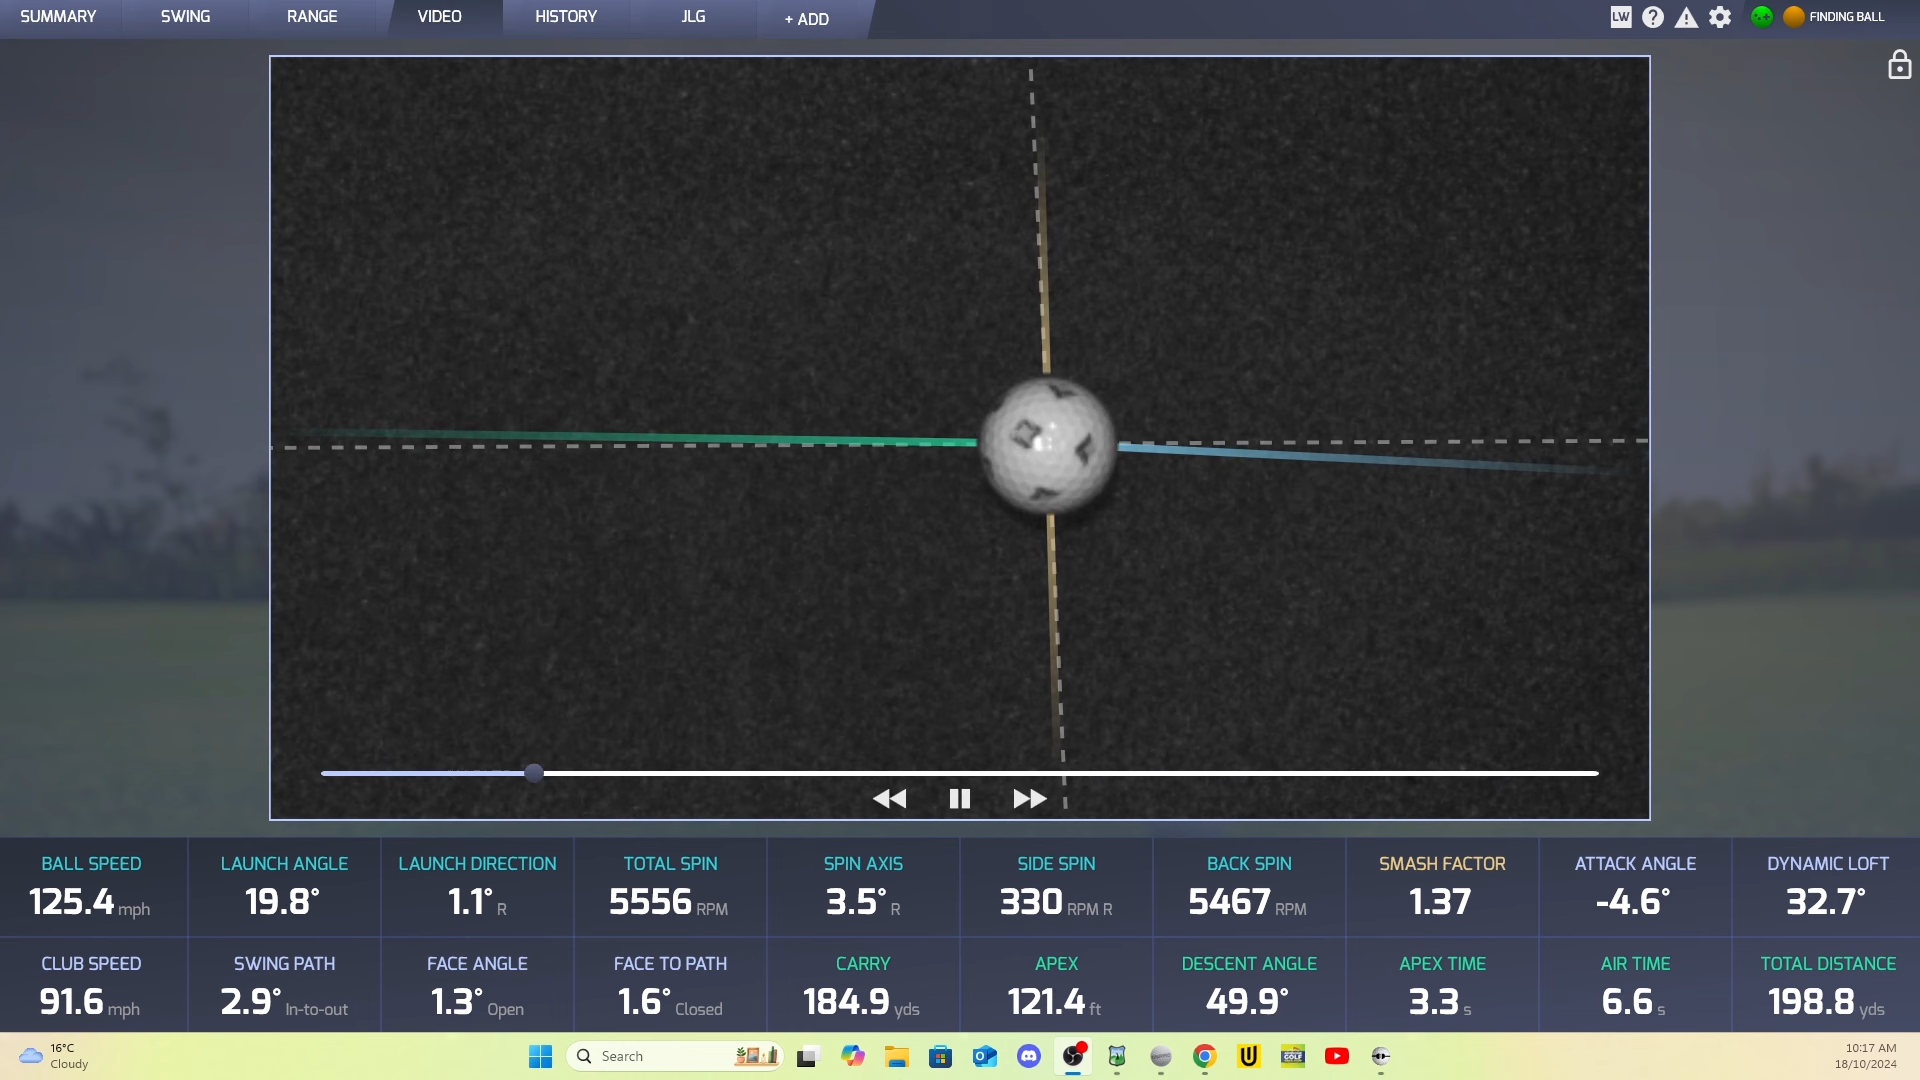 SUMMARY SWING RANGE VIDEO HISTORY JLG + ADD LW FINDING BALL
BALL SPEED LAUNCH ANGLE LAUNCH DIRECTION TOTAL SPIN SPIN AXIS SIDE SPIN BACK SPIN SMASH FACTOR ATTACK ANGLE DYNAMIC LOFT
125.4 mph 19.8° 1.1° R 5556 RPM 3.5° R 330 RPM R 5467 RPM 1.37 -4.6° 32.7°
CLUB SPEED SWING PATH FACE ANGLE FACE TO PATH CARRY APEX DESCENT ANGLE APEX TIME AIR TIME TOTAL DISTANCE
91.6 mph 2.9° In-to-out 1.3° Open 1.6° Closed 184.9 yds 121.4 ft 49.9° 3.3 s 6.6 s 198.8 yds
16°C
Cloudy
Search
GOLF
10:17 AM
18/10/2024